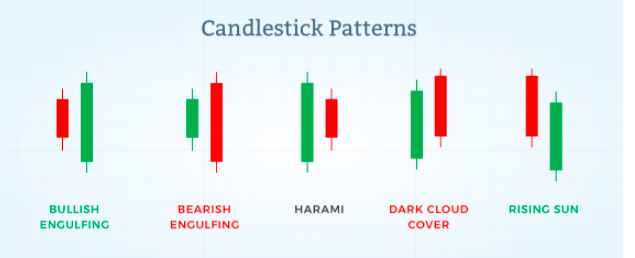 Candlestick Patterns
BULLISH
ENGULFING
BEARISH
ENGULFING
HARAMI
DARK CLOUD
COVER
RISING SUN